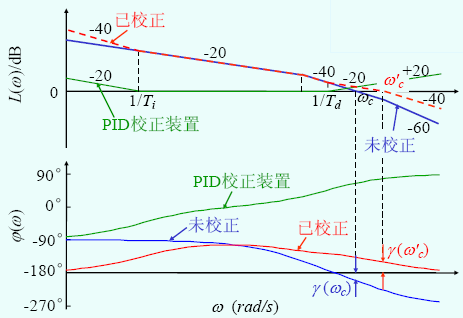 -40
已校正
L(ω)/dB
-20
-40
-20
ω'c
+20
-20
0
1/Ti
1/Td
ωc
-40
PID校正装置
未校正
-60
φ(ω)
90°
PID校正装置
0°
未校正
已校正
-90°
γ(ω'c)
-180°
γ(ωc)
-270°
ω (rad/s)